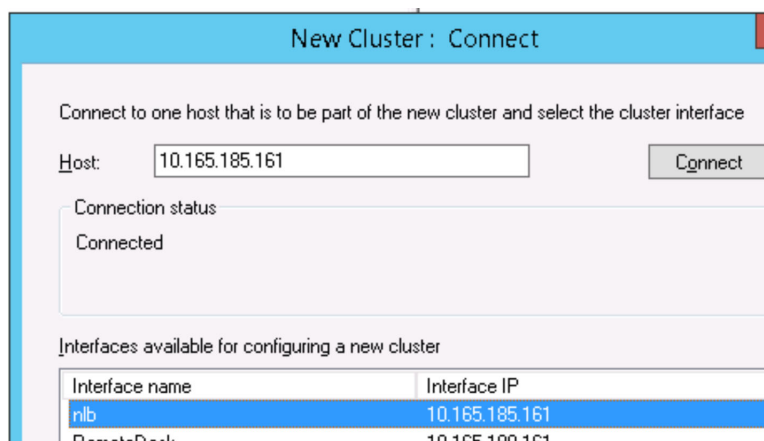 New Cluster : Connect
Connect to one host that is to be part of the new cluster and select the cluster interface
Host: 10.165.185.161 Connect
Connection status
Connected
Interfaces available for configuring a new cluster
Interface name Interface IP
nlb 10.165.185.161